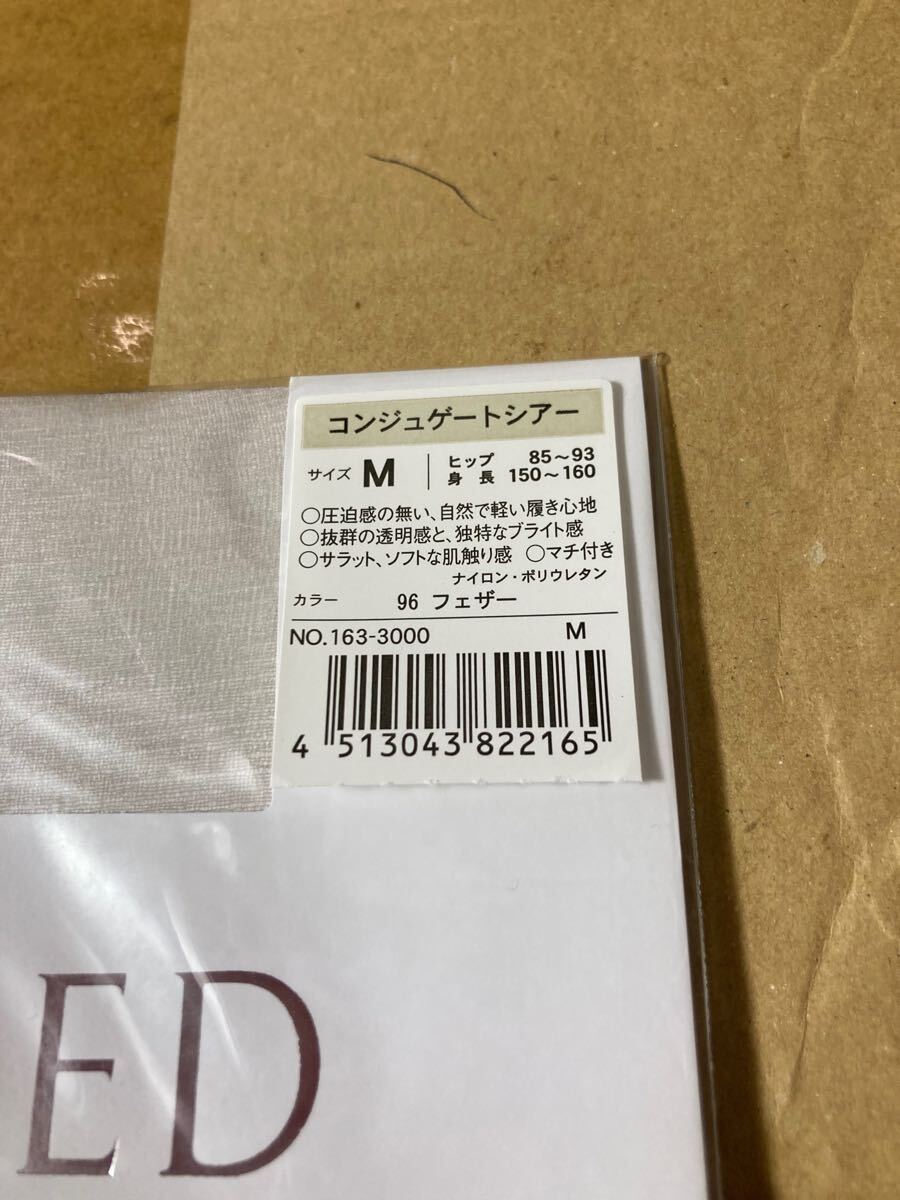 コンジュゲートシアー
サイズ M ヒップ 85～93
身長 150～160
○圧迫感の無い、自然で軽い履き心地
○抜群の透明感と、独特なブライト感
○サラット、ソフトな肌触り感 ○マチ付き
ナイロン・ポリウレタン
カラー 96 フェザー
NO.163-3000 M
4 513043 822165
ED